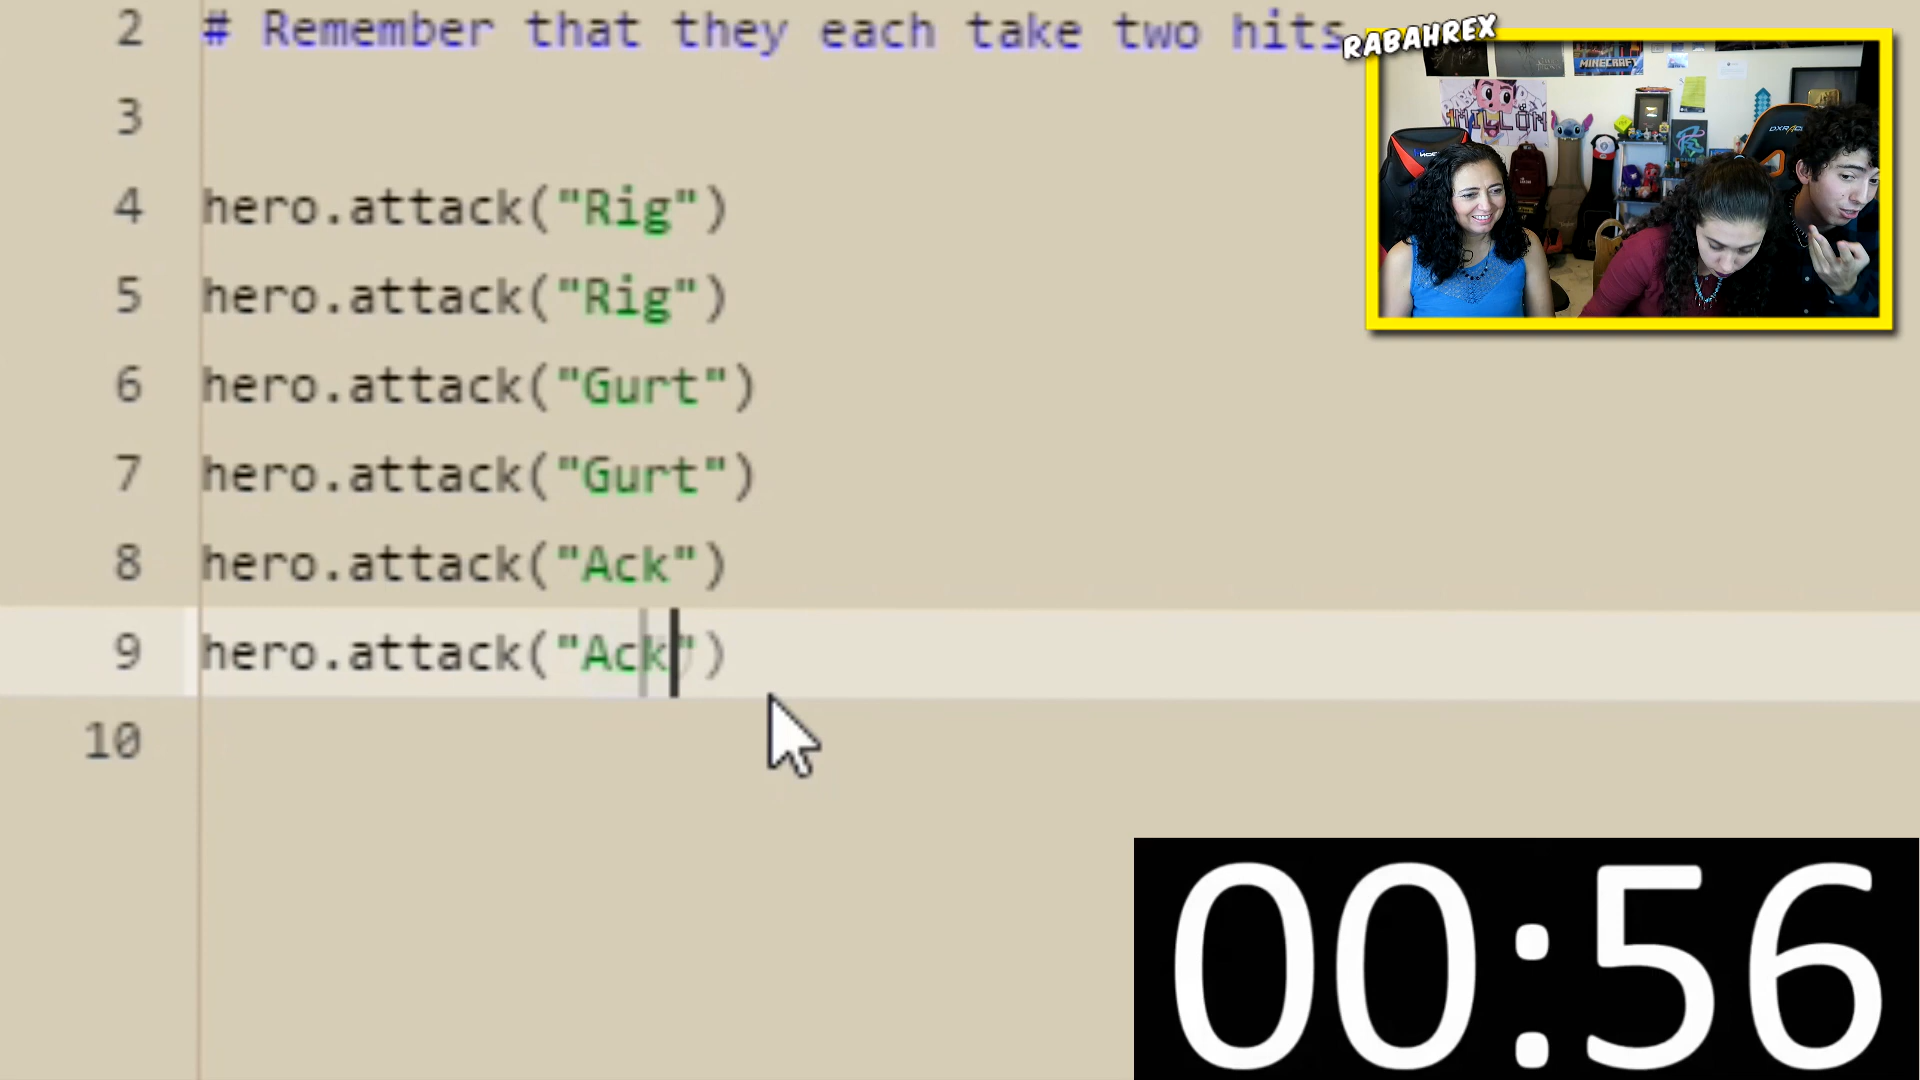 2 # Remember that they each take two hits.
3
4 hero.attack("Rig")
5 hero.attack("Rig")
6 hero.attack("Gurt")
7 hero.attack("Gurt")
8 hero.attack("Ack")
9 hero.attack("Ack")
10
RABAHREX
MINECRAFT
MILLÓN
DXRACER
00:56